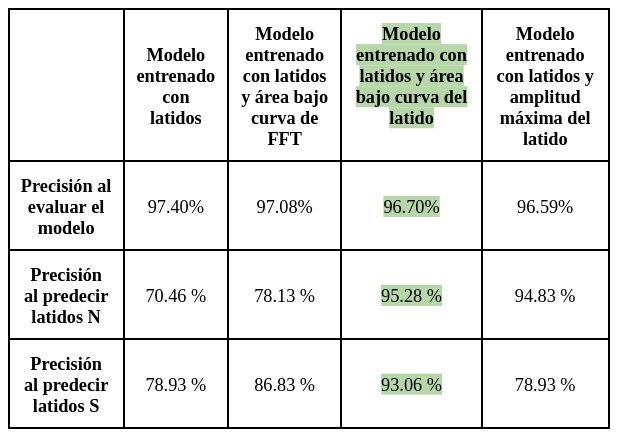 Modelo
entrenado
con
latidos
Modelo
entrenado
con latidos
y área bajo
curva de
FFT
Modelo
entrenado con
latidos y área
bajo curva del
latido
Modelo
entrenado
con latidos y
amplitud
máxima del
latido
Precisión al
evaluar el
modelo
97.40%
97.08%
96.70%
96.59%
Precisión
al predecir
latidos N
70.46 %
78.13 %
95.28 %
94.83 %
Precisión
al predecir
latidos S
78.93 %
86.83 %
93.06 %
78.93 %